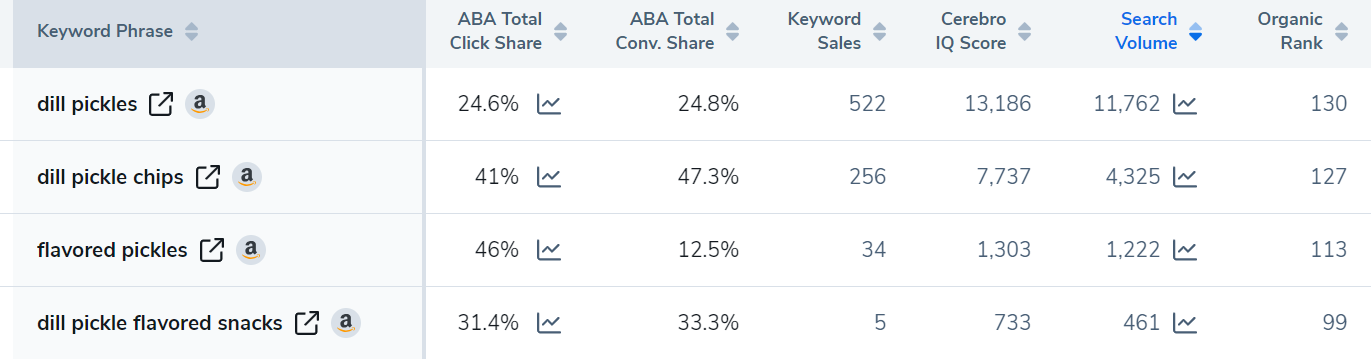 Keyword Phrase
ABA Total Click Share
ABA Total Conv. Share
Keyword Sales
Cerebro IQ Score
Search Volume
Organic Rank
dill pickles a 24.6% 24.8% 522 13,186 11,762 130
dill pickle chips a 41% 47.3% 256 7,737 4,325 127
flavored pickles a 46% 12.5% 34 1,303 1,222 113
dill pickle flavored snacks a 31.4% 33.3% 5 733 461 99